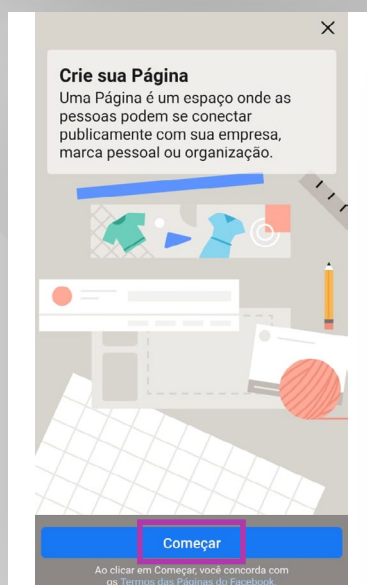 Crie sua Página
Uma Página é um espaço onde as
pessoas podem se conectar
publicamente com sua empresa,
marca pessoal ou organização.
Começar
Ao clicar em Começar, você concorda com
os Termos das Páginas do Facebook.